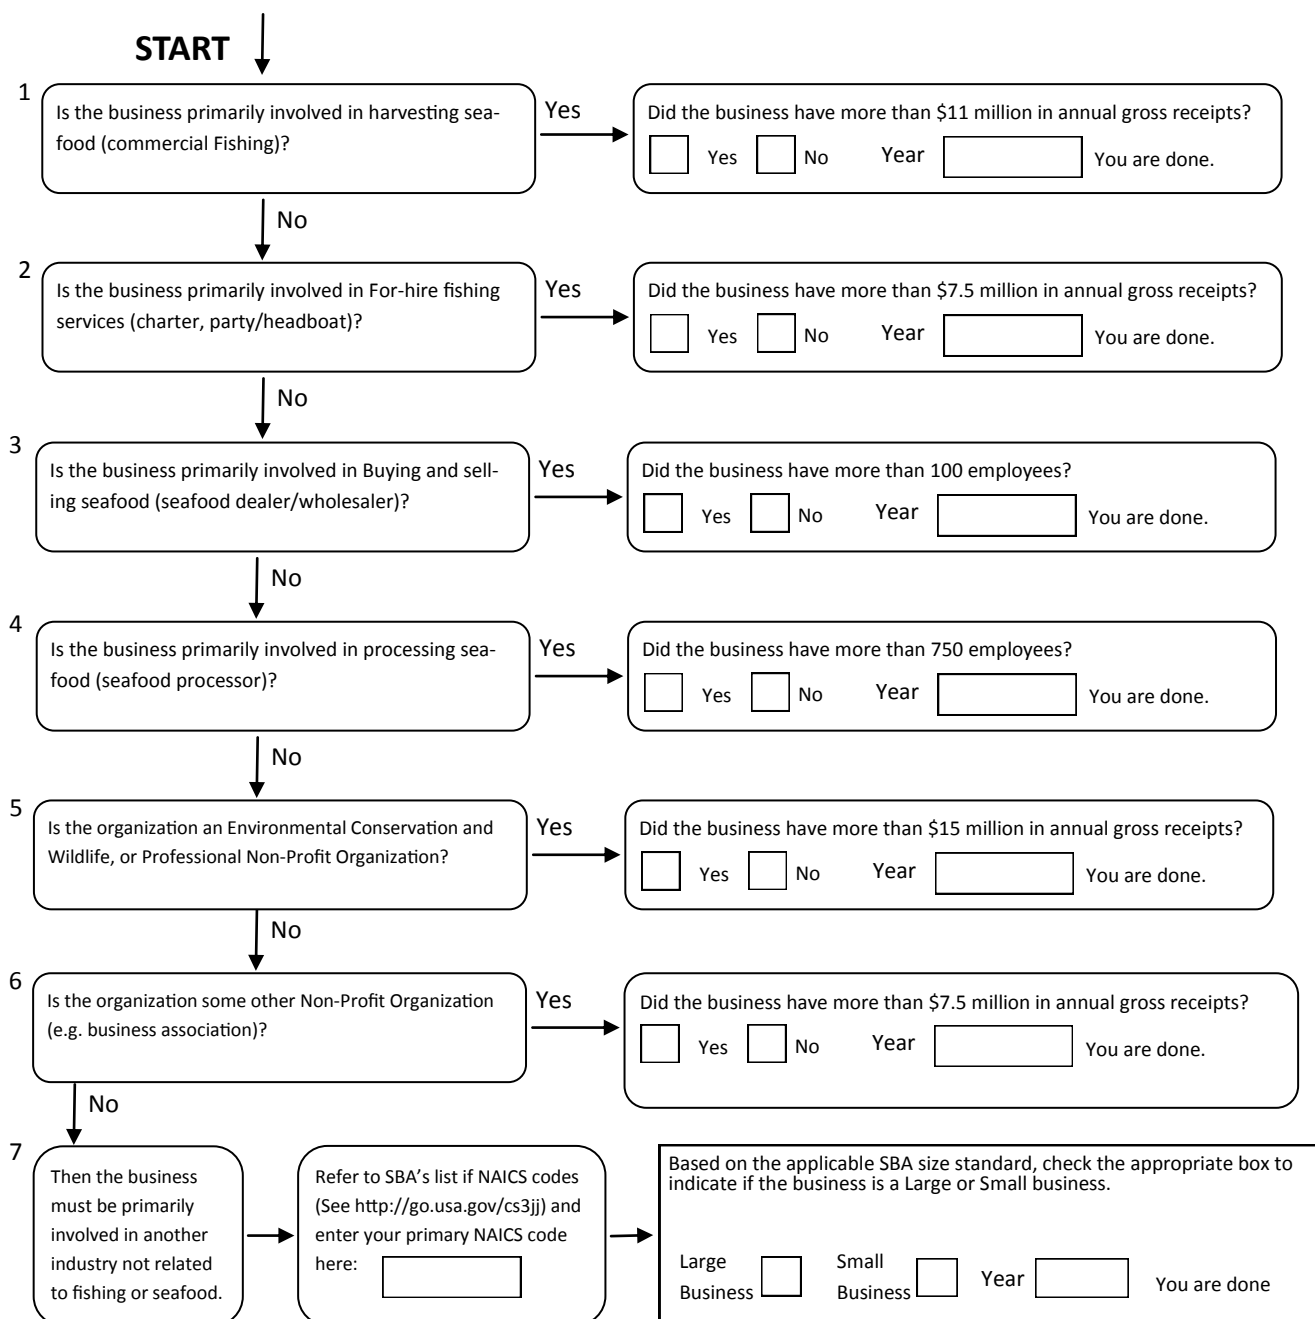 START
1
Is the business primarily involved in harvesting sea-
food (commercial Fishing)?
Yes
Did the business have more than $11 million in annual gross receipts?
Yes No Year You are done.
No
2
Is the business primarily involved in For-hire fishing
services (charter, party/headboat)?
Yes
Did the business have more than $7.5 million in annual gross receipts?
Yes No Year You are done.
No
3
Is the business primarily involved in Buying and sell-
ing seafood (seafood dealer/wholesaler)?
Yes
Did the business have more than 100 employees?
Yes No Year You are done.
No
4
Is the business primarily involved in processing sea-
food (seafood processor)?
Yes
Did the business have more than 750 employees?
Yes No Year You are done.
No
5
Is the organization an Environmental Conservation and
Wildlife, or Professional Non-Profit Organization?
Yes
Did the business have more than $15 million in annual gross receipts?
Yes No Year You are done.
No
6
Is the organization some other Non-Profit Organization
(e.g. business association)?
Yes
Did the business have more than $7.5 million in annual gross receipts?
Yes No Year You are done.
No
7
Then the business
must be primarily
involved in another
industry not related
to fishing or seafood.
Refer to SBA's list if NAICS codes
(See http://go.usa.gov/cs3jj) and
enter your primary NAICS code
here:
Based on the applicable SBA size standard, check the appropriate box to
indicate if the business is a Large or Small business.
Large
Business
Small
Business
Year
You are done